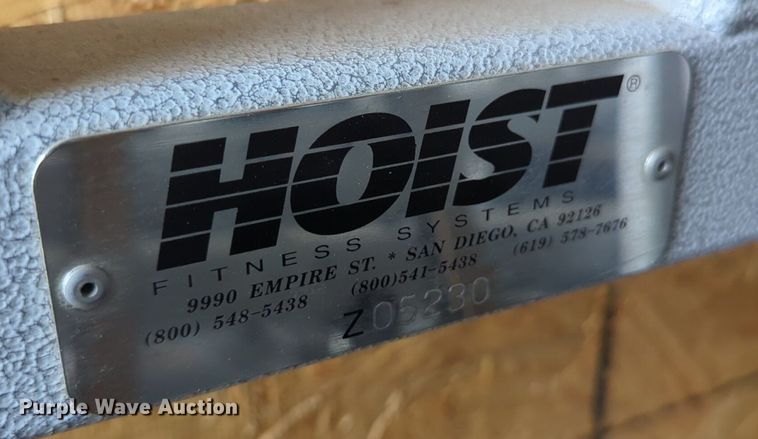 HOIST®
FITNESS SYSTEMS
9990 EMPIRE ST. * SAN DIEGO, CA 92126
(800) 548-5438 (800)541-5438 (619) 578-7676
Z05230
Purple Wave Auction